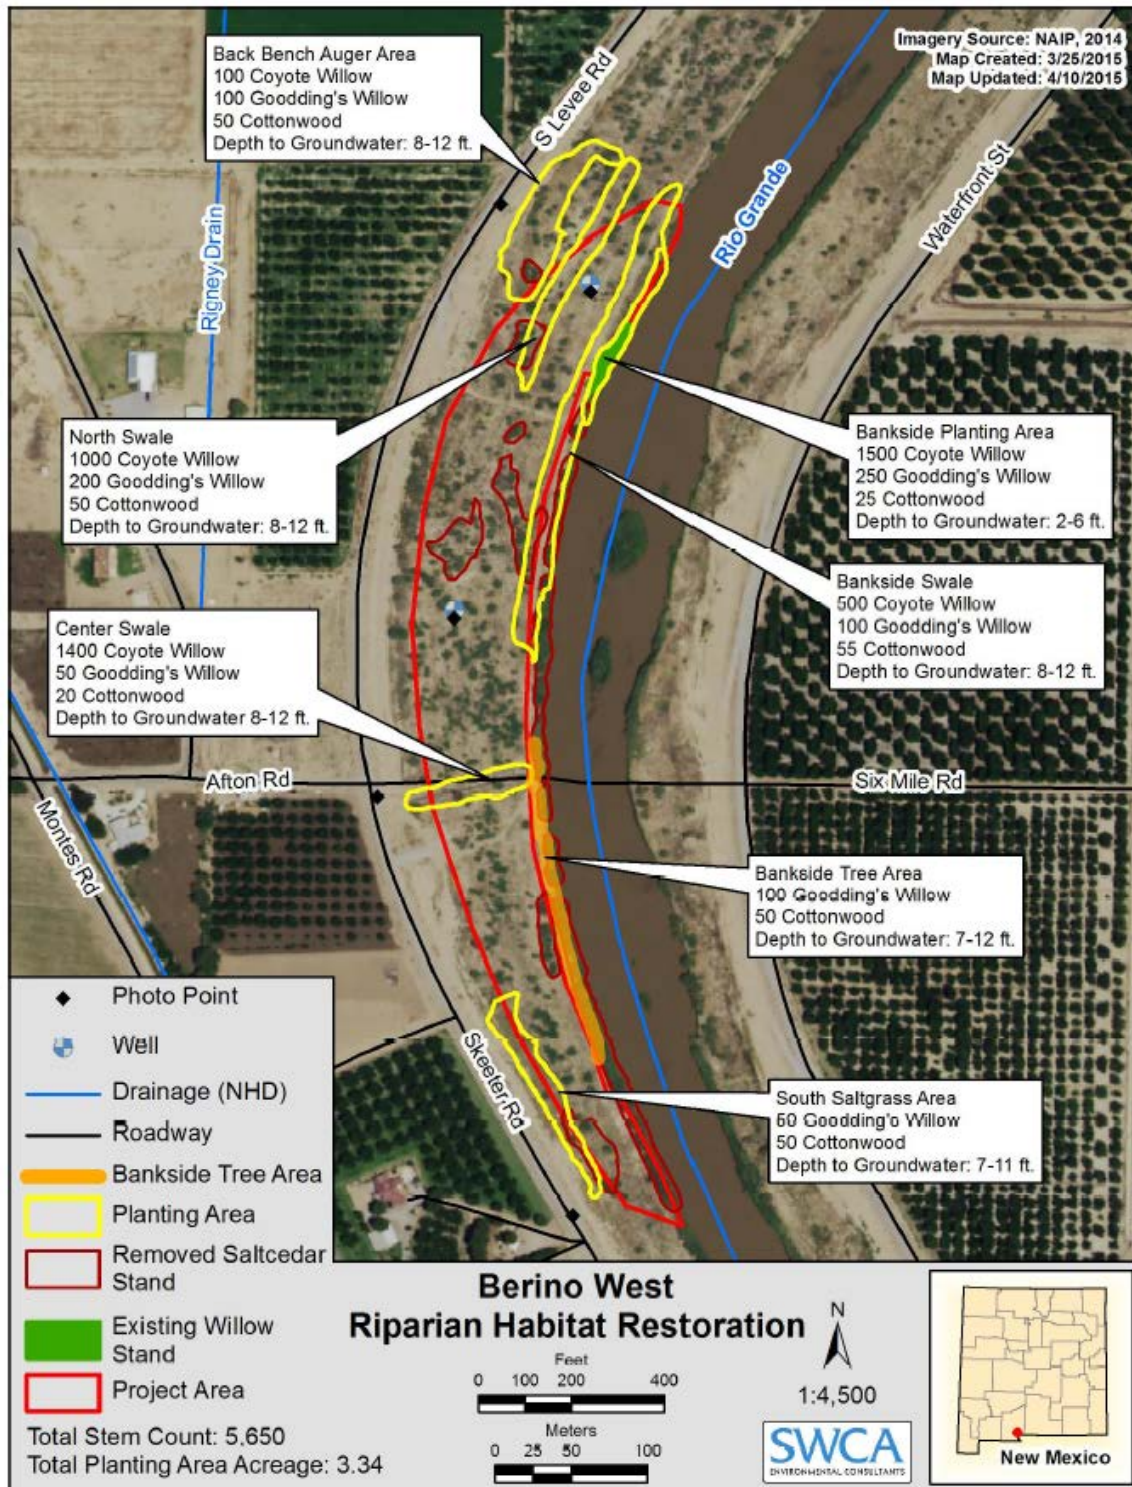 Imagery Source: NAIP, 2014
Map Created: 3/25/2015
Map Updated: 4/10/2015
Back Bench Auger Area
100 Coyote Willow
100 Goodding's Willow
50 Cottonwood
Depth to Groundwater: 8-12 ft.
S Levee Rd
Rio Grande
Waterfront St
Rigney Drain
North Swale
1000 Coyote Willow
200 Goodding's Willow
50 Cottonwood
Depth to Groundwater: 8-12 ft.
Bankside Planting Area
1500 Coyote Willow
250 Goodding's Willow
25 Cottonwood
Depth to Groundwater: 2-6 ft.
Bankside Swale
500 Coyote Willow
100 Goodding's Willow
55 Cottonwood
Depth to Groundwater: 8-12 ft.
Center Swale
1400 Coyote Willow
50 Goodding's Willow
20 Cottonwood
Depth to Groundwater 8-12 ft.
Afton Rd
Six Mile Rd
Montes Rd
Bankside Tree Area
100 Goodding's Willow
50 Cottonwood
Depth to Groundwater: 7-12 ft.
Skeeter Rd
South Saltgrass Area
50 Goodding's Willow
50 Cottonwood
Depth to Groundwater: 7-11 ft.
Photo Point
Well
Drainage (NHD)
Roadway
Bankside Tree Area
Planting Area
Removed Saltcedar
Stand
Existing Willow
Stand
Project Area
Total Stem Count: 5,650
Total Planting Area Acreage: 3.34
Berino West
Riparian Habitat Restoration
Feet
0 100 200 400
Meters
0 25 50 100
N
1:4,500
SWCA
ENVIRONMENTAL CONSULTANTS
New Mexico